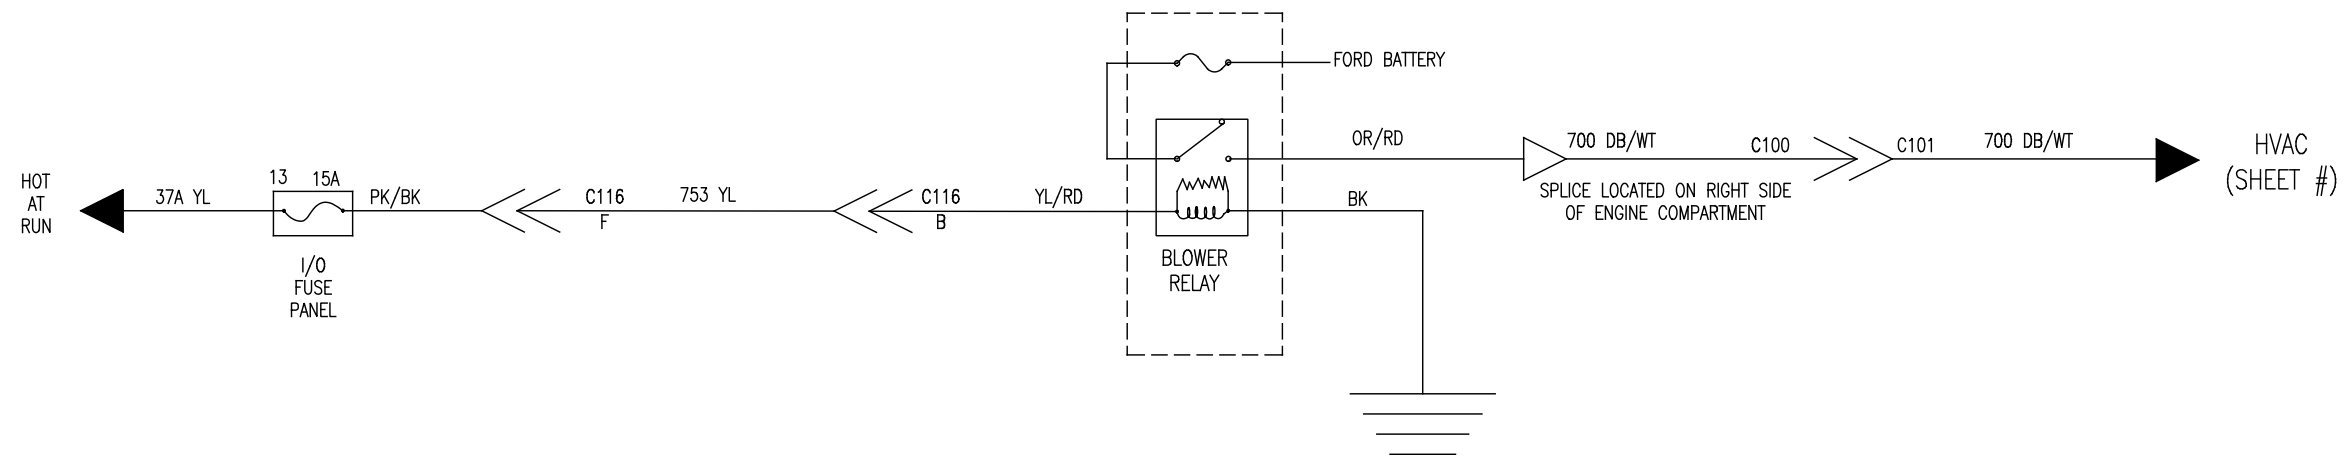 HOT
AT
RUN
37A YL
13
15A
I/O
FUSE
PANEL
PK/BK
C116
F
753 YL
C116
B
YL/RD
BLOWER
RELAY
FORD BATTERY
OR/RD
BK
700 DB/WT
C100
SPLICE LOCATED ON RIGHT SIDE
OF ENGINE COMPARTMENT
C101
700 DB/WT
HVAC
(SHEET #)